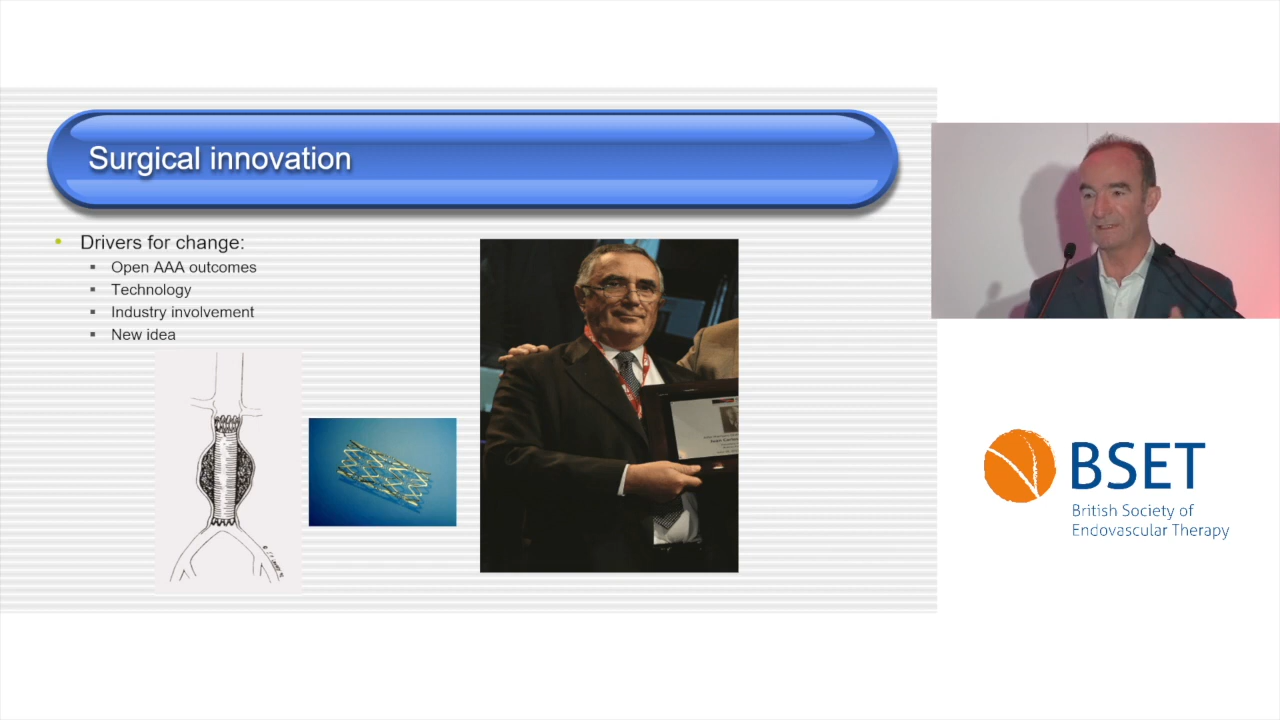 Surgical innovation
Drivers for change:
Open AAA outcomes
Technology
Industry involvement
New idea
BSET
British Society of
Endovascular Therapy